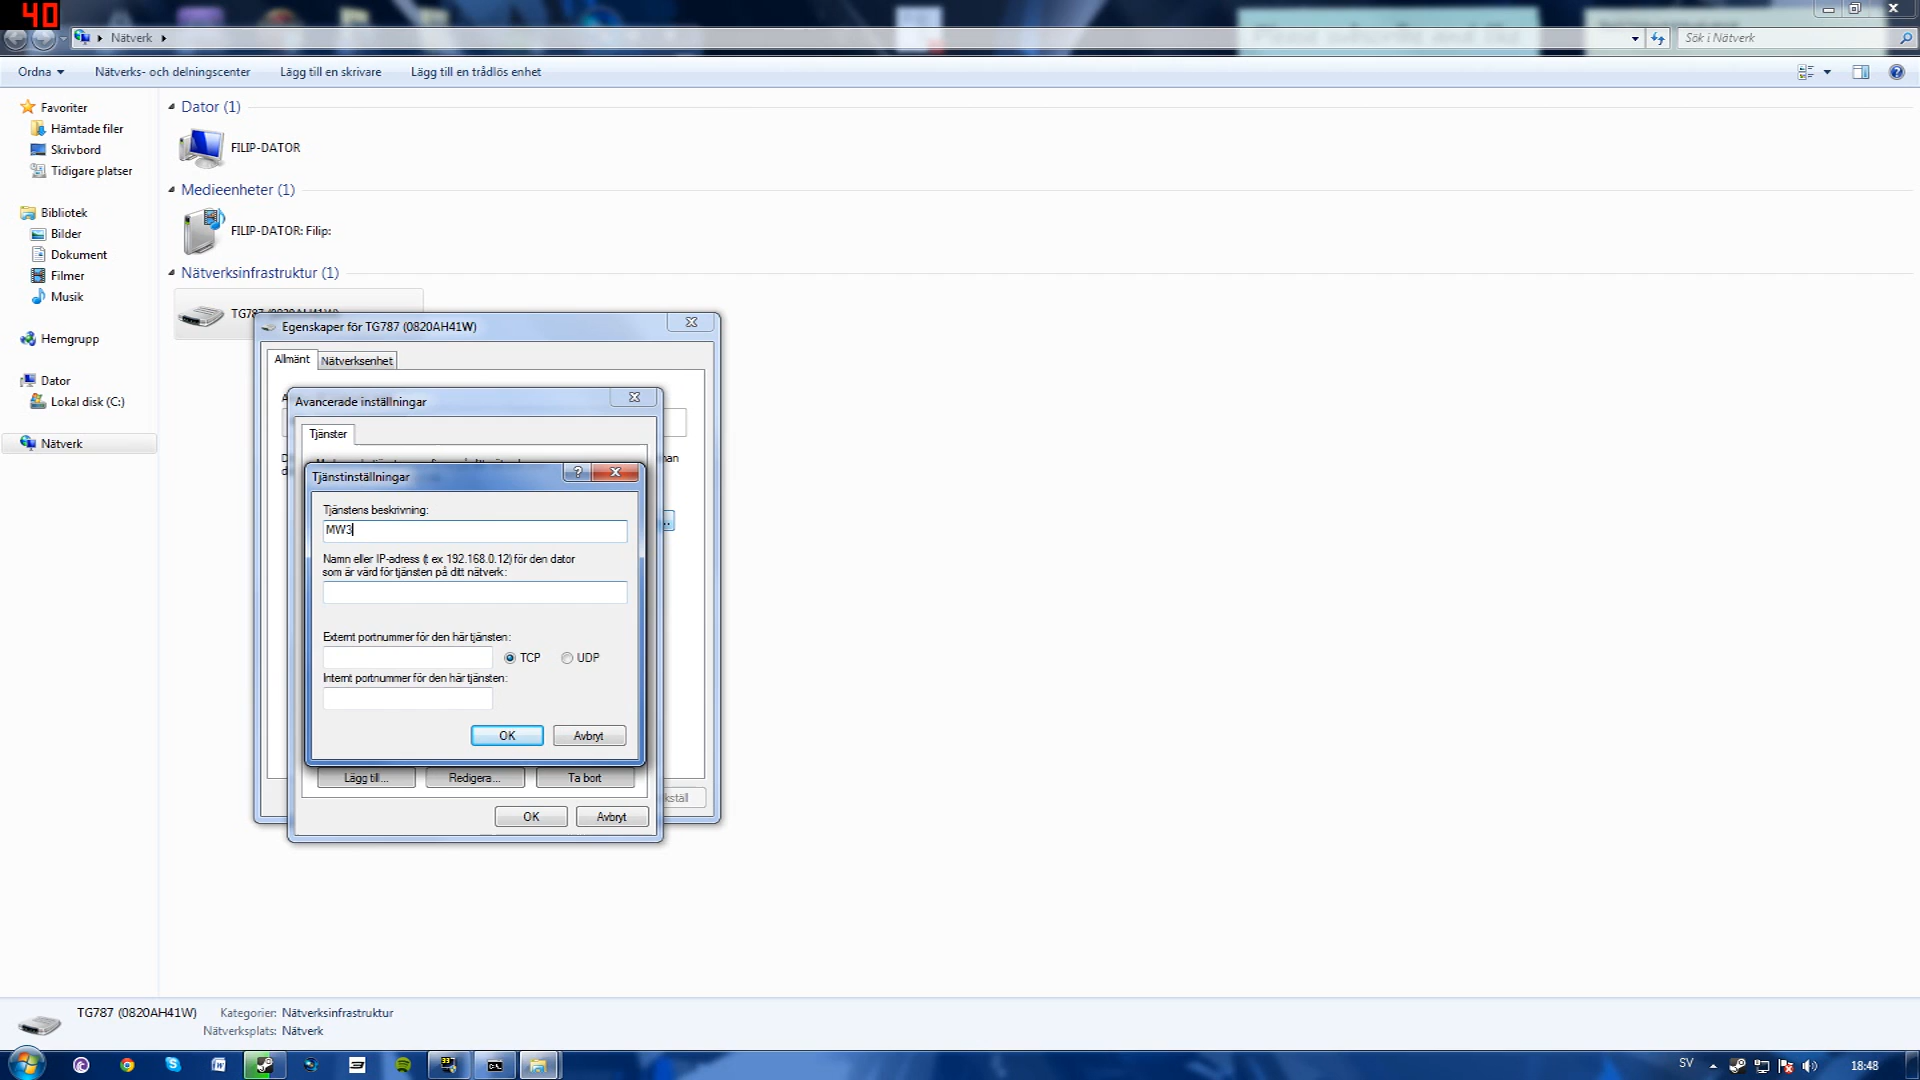 40
Nätverk
Sök i Nätverk
Ordna
Nätverks- och delningscenter
Lägg till en skrivare
Lägg till en trådlös enhet
Favoriter
Hämtade filer
Skrivbord
Tidigare platser
Bibliotek
Bilder
Dokument
Filmer
Musik
Hemgrupp
Dator
Lokal disk (C:)
Nätverk
Dator (1)
FILIP-DATOR
Medieenheter (1)
FILIP-DATOR: Filip:
Nätverksinfrastruktur (1)
Egenskaper för TG787 (0820AH41W)
Allmänt
Nätverksenhet
Avancerade inställningar
Tjänster
Tjänstinställningar
Tjänstens beskrivning:
MW3
Namn eller IP-adress (t ex 192.168.0.12) för den dator
som är värd för tjänsten på ditt nätverk:
Externt portnummer för den här tjänsten:
TCP
UDP
Internt portnummer för den här tjänsten:
OK
Avbryt
Lägg till...
Redigera...
Ta bort
OK
Avbryt
TG787 (0820AH41W)
Kategorier: Nätverksinfrastruktur
Nätverksplats: Nätverk
SV
18:48